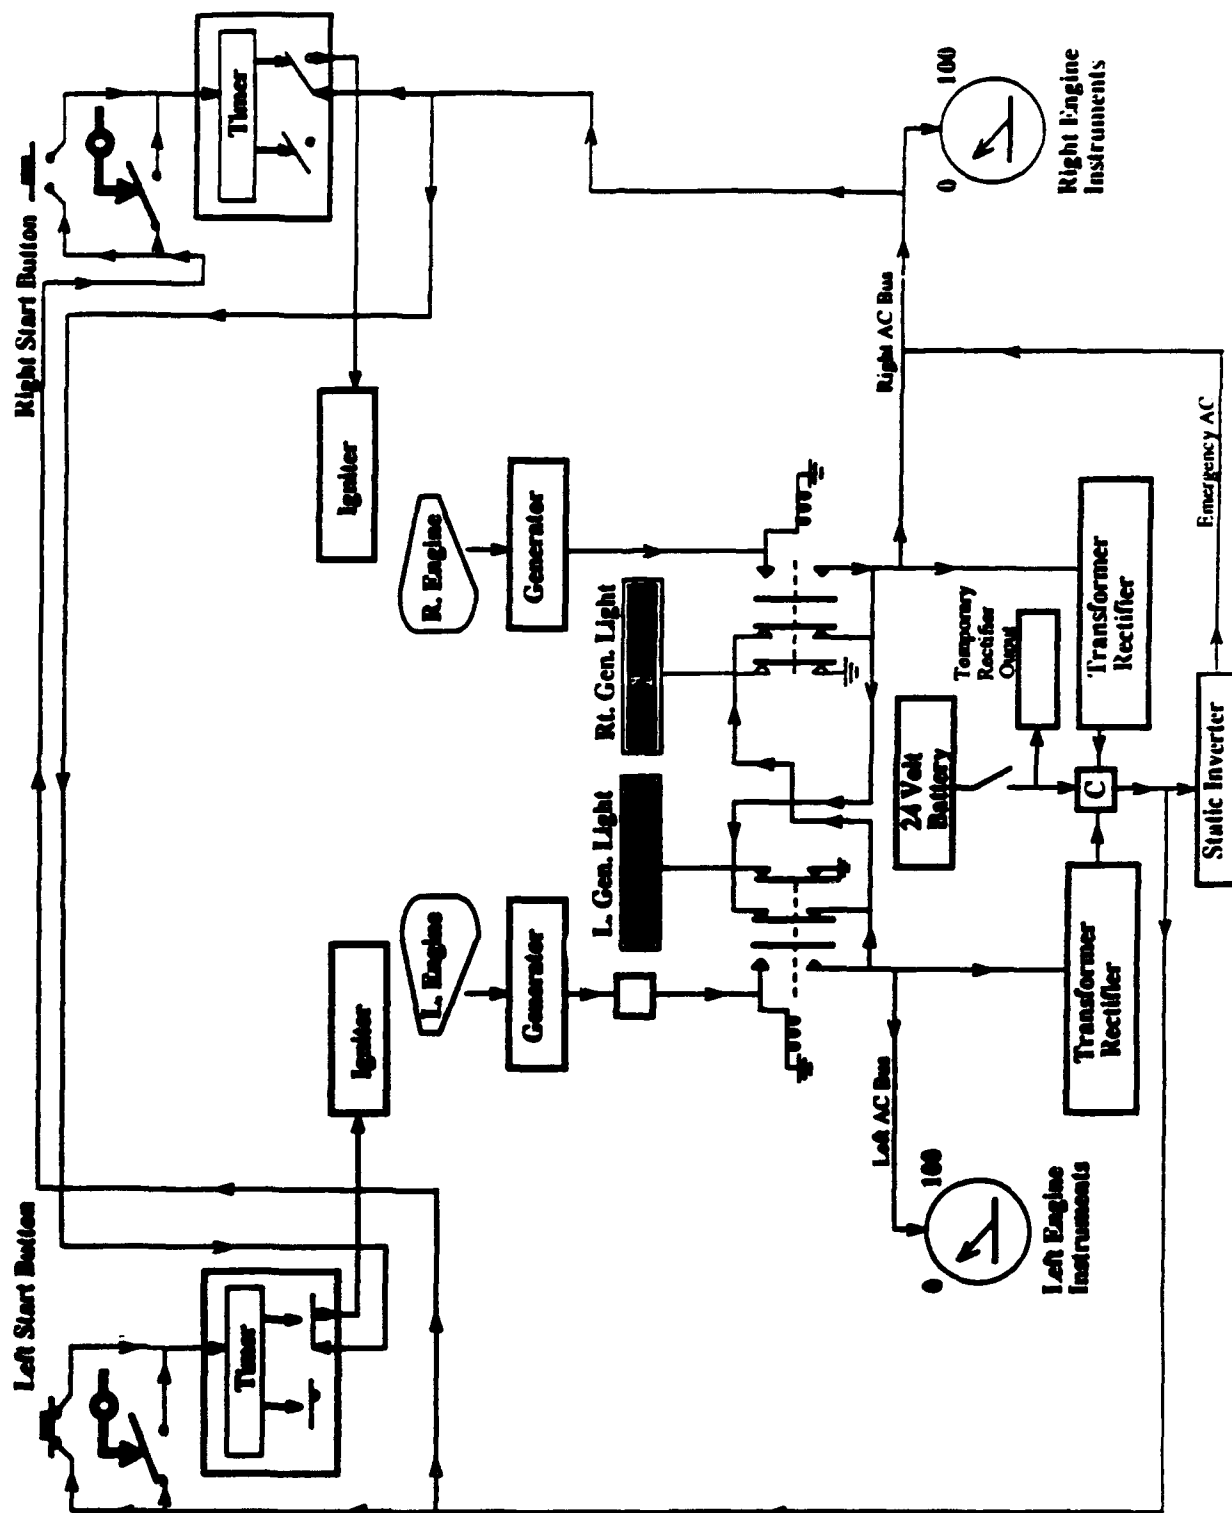 Left Start Button
Right Start Button
Timer
Timer
Igniter
Igniter
L. Engine
R. Engine
Generator
Generator
L. Gen. Light
Rt. Gen. Light
Left AC Bus
Right AC Bus
0
100
Left Engine
Instruments
0
100
Right Engine
Instruments
24 Volt
Battery
Temporary
Rectifier
Ouput
C
Transformer
Rectifier
Transformer
Rectifier
Static Inverter
Emergency AC